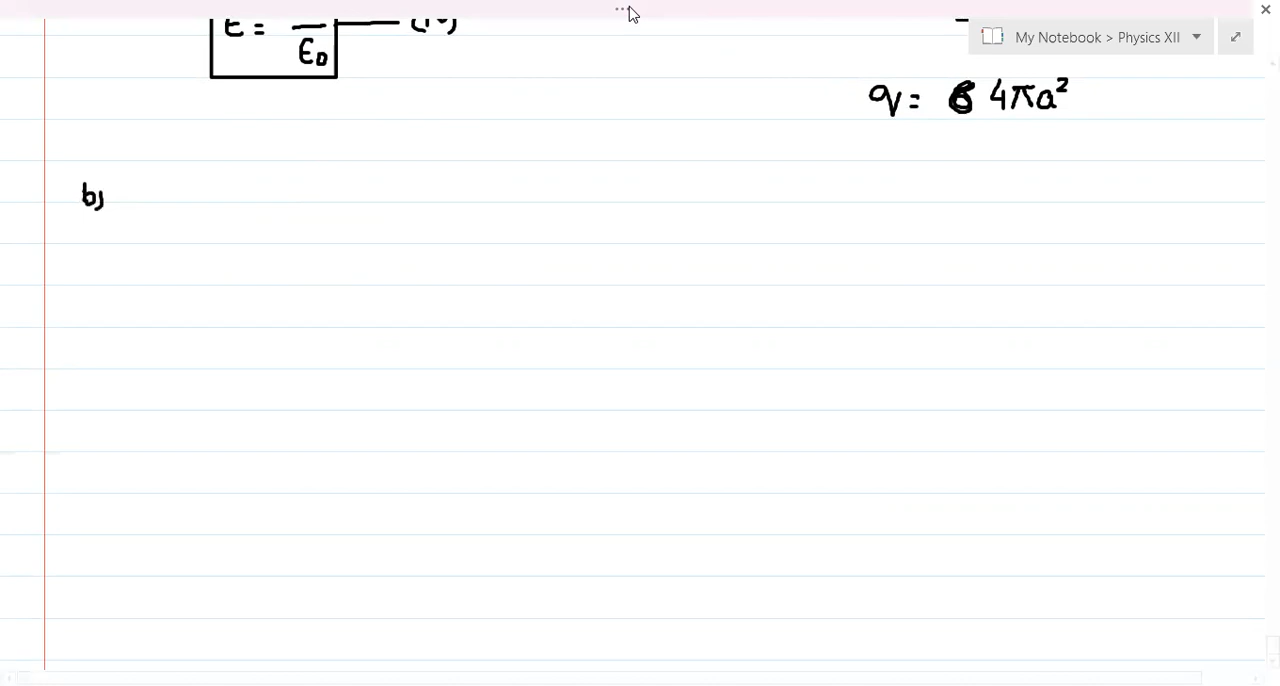 E = — / ε₀
My Notebook > Physics XII
q = σ 4πa²
b)